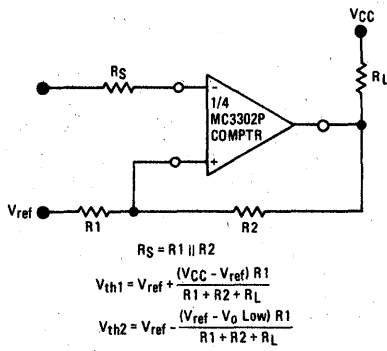 VCC
RS
RL
-
1/4
MC3302P
COMPTR
+
Vref
R1
R2
RS = R1 || R2
Vth1 = Vref + (VCC - Vref) R1 / R1 + R2 + RL
Vth2 = Vref - (Vref - Vo Low) R1 / R1 + R2 + RL